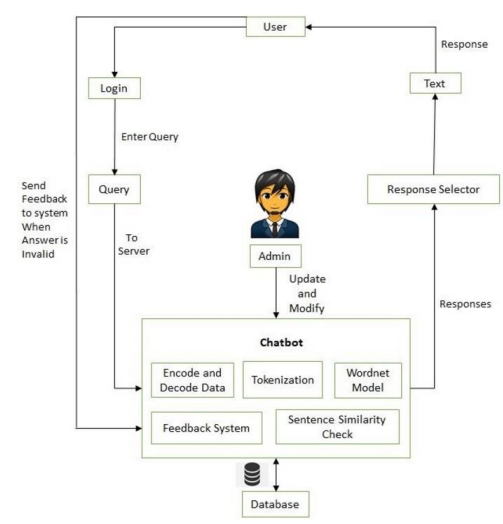 User
Response
Login
Text
Enter Query
Send
Feedback
to system
When
Answer is
Invalid
Query
Response Selector
To
Server
Admin
Update
and
Modify
Responses
Chatbot
Encode and
Decode Data
Tokenization
Wordnet
Model
Feedback System
Sentence Similarity
Check
Database